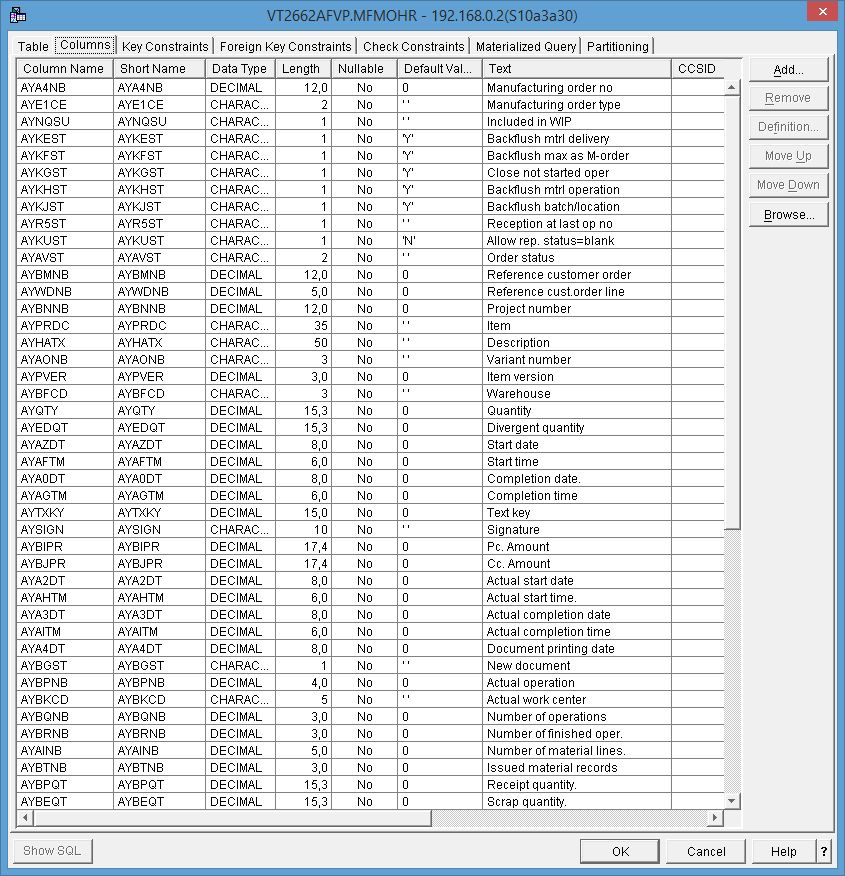 VT2662AFVP.MFMOHR - 192.168.0.2(S10a3a30)
Table Columns Key Constraints Foreign Key Constraints Check Constraints Materialized Query Partitioning
Column Name Short Name Data Type Length Nullable Default Val... Text CCSID
AYA4NB AYA4NB DECIMAL 12,0 No 0 Manufacturing order no
AYE1CE AYE1CE CHARAC... 2 No ' ' Manufacturing order type
AYNQSU AYNQSU CHARAC... 1 No ' ' Included in WIP
AYKEST AYKEST CHARAC... 1 No 'Y' Backflush mtrl delivery
AYKFST AYKFST CHARAC... 1 No 'Y' Backflush max as M-order
AYKGST AYKGST CHARAC... 1 No 'Y' Close not started oper
AYKHST AYKHST CHARAC... 1 No 'Y' Backflush mtrl operation
AYKJST AYKJST CHARAC... 1 No 'Y' Backflush batch/location
AYR5ST AYR5ST CHARAC... 1 No ' ' Reception at last op no
AYKUST AYKUST CHARAC... 1 No 'N' Allow rep. status=blank
AYAVST AYAVST CHARAC... 2 No ' ' Order status
AYBMNB AYBMNB DECIMAL 12,0 No 0 Reference customer order
AYWDNB AYWDNB DECIMAL 5,0 No 0 Reference cust.order line
AYBNNB AYBNNB DECIMAL 12,0 No 0 Project number
AYPRDC AYPRDC CHARAC... 35 No ' ' Item
AYHATX AYHATX CHARAC... 50 No ' ' Description
AYAONB AYAONB CHARAC... 3 No ' ' Variant number
AYPVER AYPVER DECIMAL 3,0 No 0 Item version
AYBFCD AYBFCD CHARAC... 3 No ' ' Warehouse
AYQTY AYQTY DECIMAL 15,3 No 0 Quantity
AYEDQT AYEDQT DECIMAL 15,3 No 0 Divergent quantity
AYAZDT AYAZDT DECIMAL 8,0 No 0 Start date
AYAFTM AYAFTM DECIMAL 6,0 No 0 Start time
AYA0DT AYA0DT DECIMAL 8,0 No 0 Completion date.
AYAGTM AYAGTM DECIMAL 6,0 No 0 Completion time
AYTXKY AYTXKY DECIMAL 15,0 No 0 Text key
AYSIGN AYSIGN CHARAC... 10 No ' ' Signature
AYBIPR AYBIPR DECIMAL 17,4 No 0 Pc. Amount
AYBJPR AYBJPR DECIMAL 17,4 No 0 Cc. Amount
AYA2DT AYA2DT DECIMAL 8,0 No 0 Actual start date
AYAHTM AYAHTM DECIMAL 6,0 No 0 Actual start time.
AYA3DT AYA3DT DECIMAL 8,0 No 0 Actual completion date
AYAITM AYAITM DECIMAL 6,0 No 0 Actual completion time
AYA4DT AYA4DT DECIMAL 8,0 No 0 Document printing date
AYBGST AYBGST CHARAC... 1 No ' ' New document
AYBPNB AYBPNB DECIMAL 4,0 No 0 Actual operation
AYBKCD AYBKCD CHARAC... 5 No ' ' Actual work center
AYBQNB AYBQNB DECIMAL 3,0 No 0 Number of operations
AYBRNB AYBRNB DECIMAL 3,0 No 0 Number of finished oper.
AYAINB AYAINB DECIMAL 5,0 No 0 Number of material lines.
AYBTNB AYBTNB DECIMAL 3,0 No 0 Issued material records
AYBPQT AYBPQT DECIMAL 15,3 No 0 Receipt quantity.
AYBEQT AYBEQT DECIMAL 15,3 No 0 Scrap quantity.
Add...
Remove
Definition...
Move Up
Move Down
Browse...
Show SQL OK Cancel Help ?